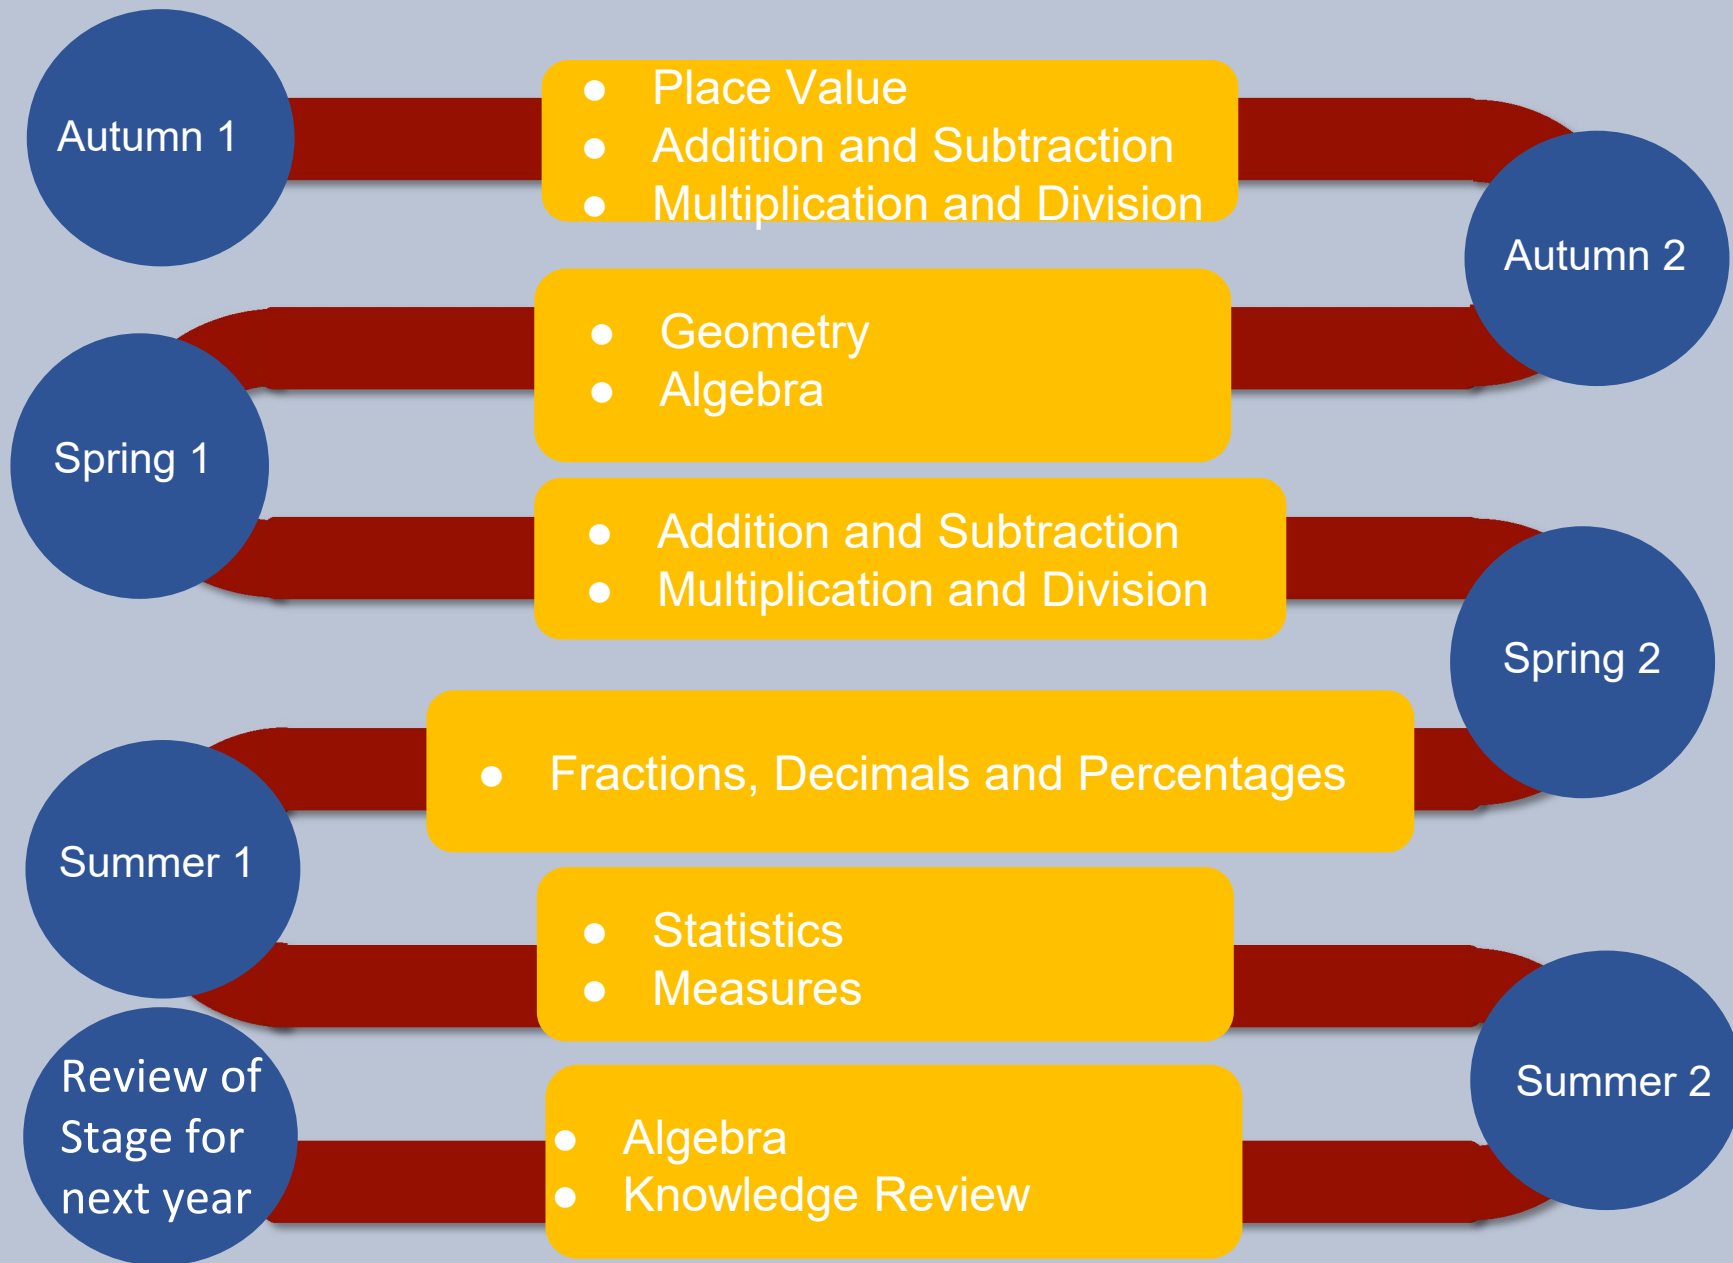 Autumn 1
● Place Value
● Addition and Subtraction
● Multiplication and Division
Autumn 2
● Geometry
● Algebra
Spring 1
● Addition and Subtraction
● Multiplication and Division
Spring 2
● Fractions, Decimals and Percentages
Summer 1
● Statistics
● Measures
Summer 2
● Algebra
● Knowledge Review
Review of
Stage for
next year